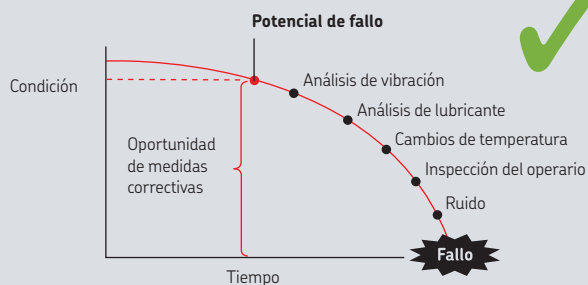 Potencial de fallo
Condición
Análisis de vibración
Análisis de lubricante
Cambios de temperatura
Inspección del operario
Ruido
Oportunidad
de medidas
correctivas
Fallo
Tiempo